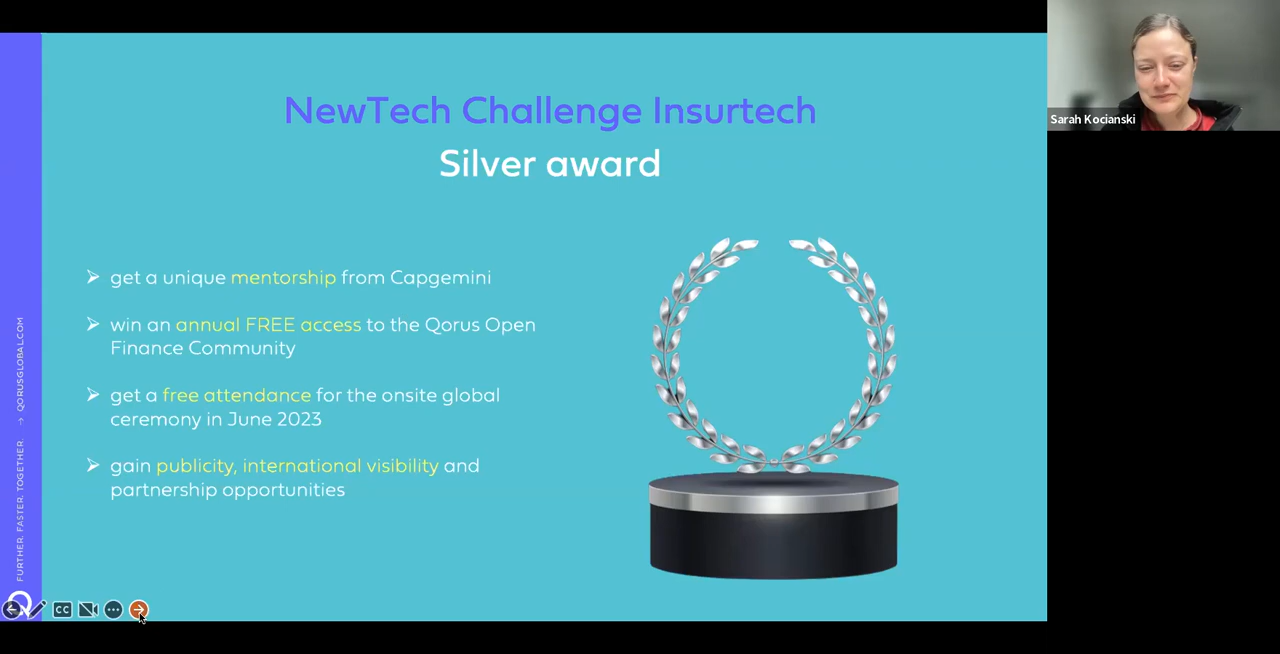 NewTech Challenge Insurtech
Silver award
get a unique mentorship from Capgemini
win an annual FREE access to the Qorus Open
Finance Community
get a free attendance for the onsite global
ceremony in June 2023
gain publicity, international visibility and
partnership opportunities
FURTHER. FASTER. TOGETHER. → QORUSGLOBAL.COM
CC
Sarah Kocianski